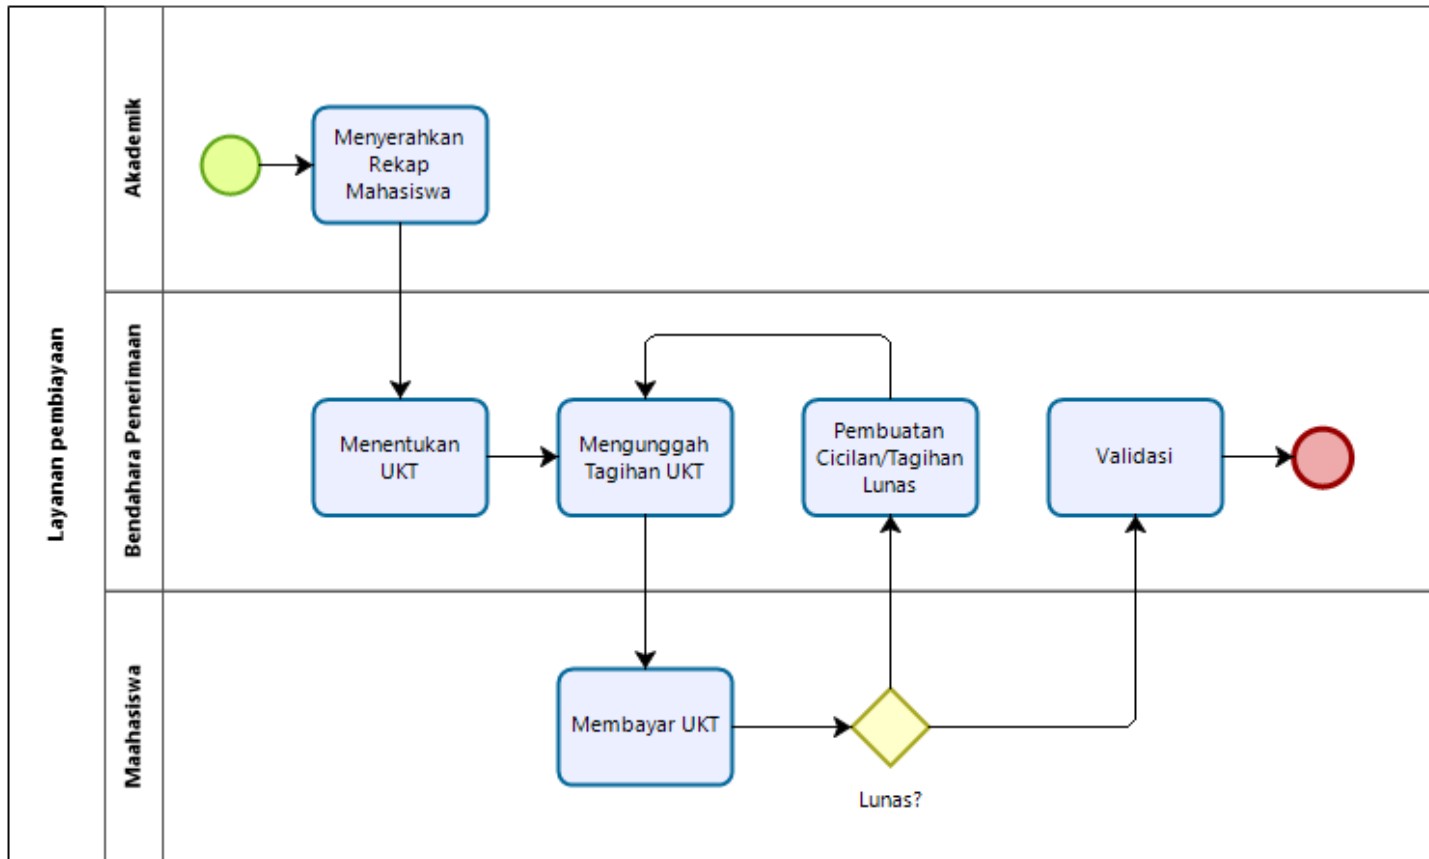 Layanan pembiayaan
Akademik
Menyerahkan
Rekap
Mahasiswa
Bendahara Penerimaan
Menentukan
UKT
Mengunggah
Tagihan UKT
Pembuatan
Cicilan/Tagihan
Lunas
Validasi
Maahasiswa
Membayar UKT
Lunas?